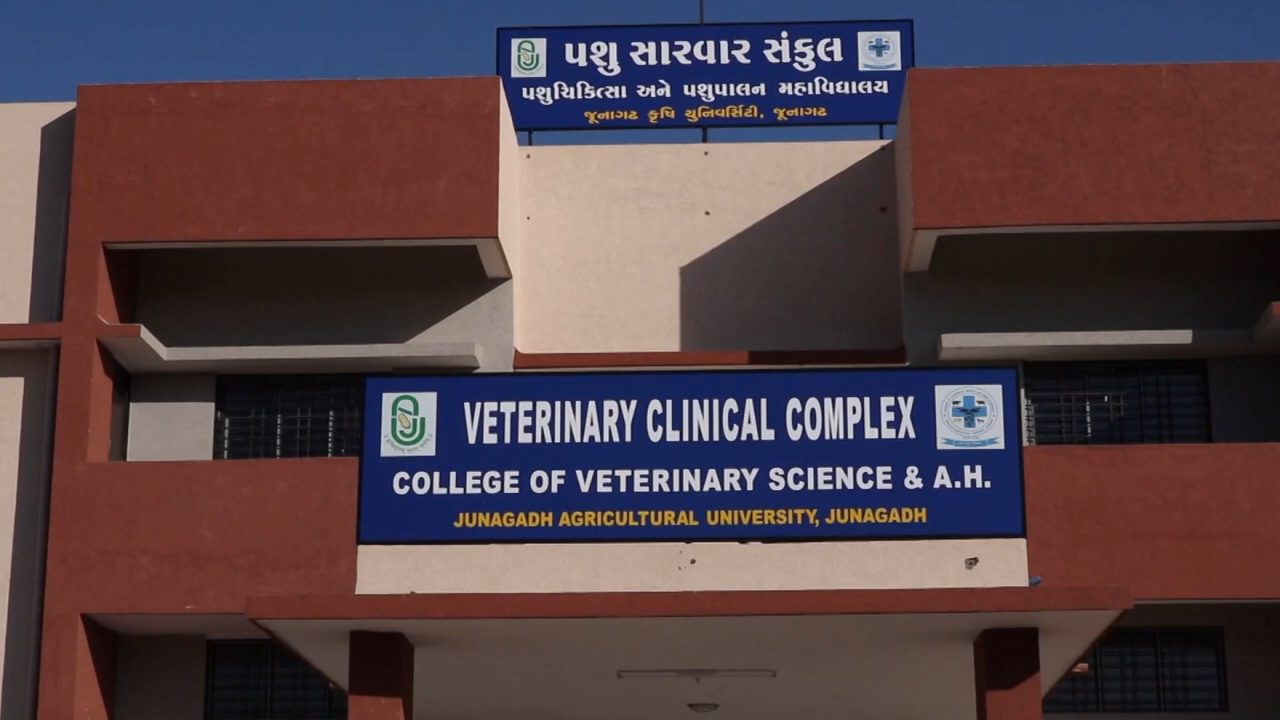 પશુ સારવાર સંકુલ
પશુચિકિત્સા અને પશુપાલન મહાવિદ્યાલય
જૂનાગઢ કૃષિ યુનિવર્સિટી, જૂનાગઢ
VETERINARY CLINICAL COMPLEX
COLLEGE OF VETERINARY SCIENCE & A.H.
JUNAGADH AGRICULTURAL UNIVERSITY, JUNAGADH